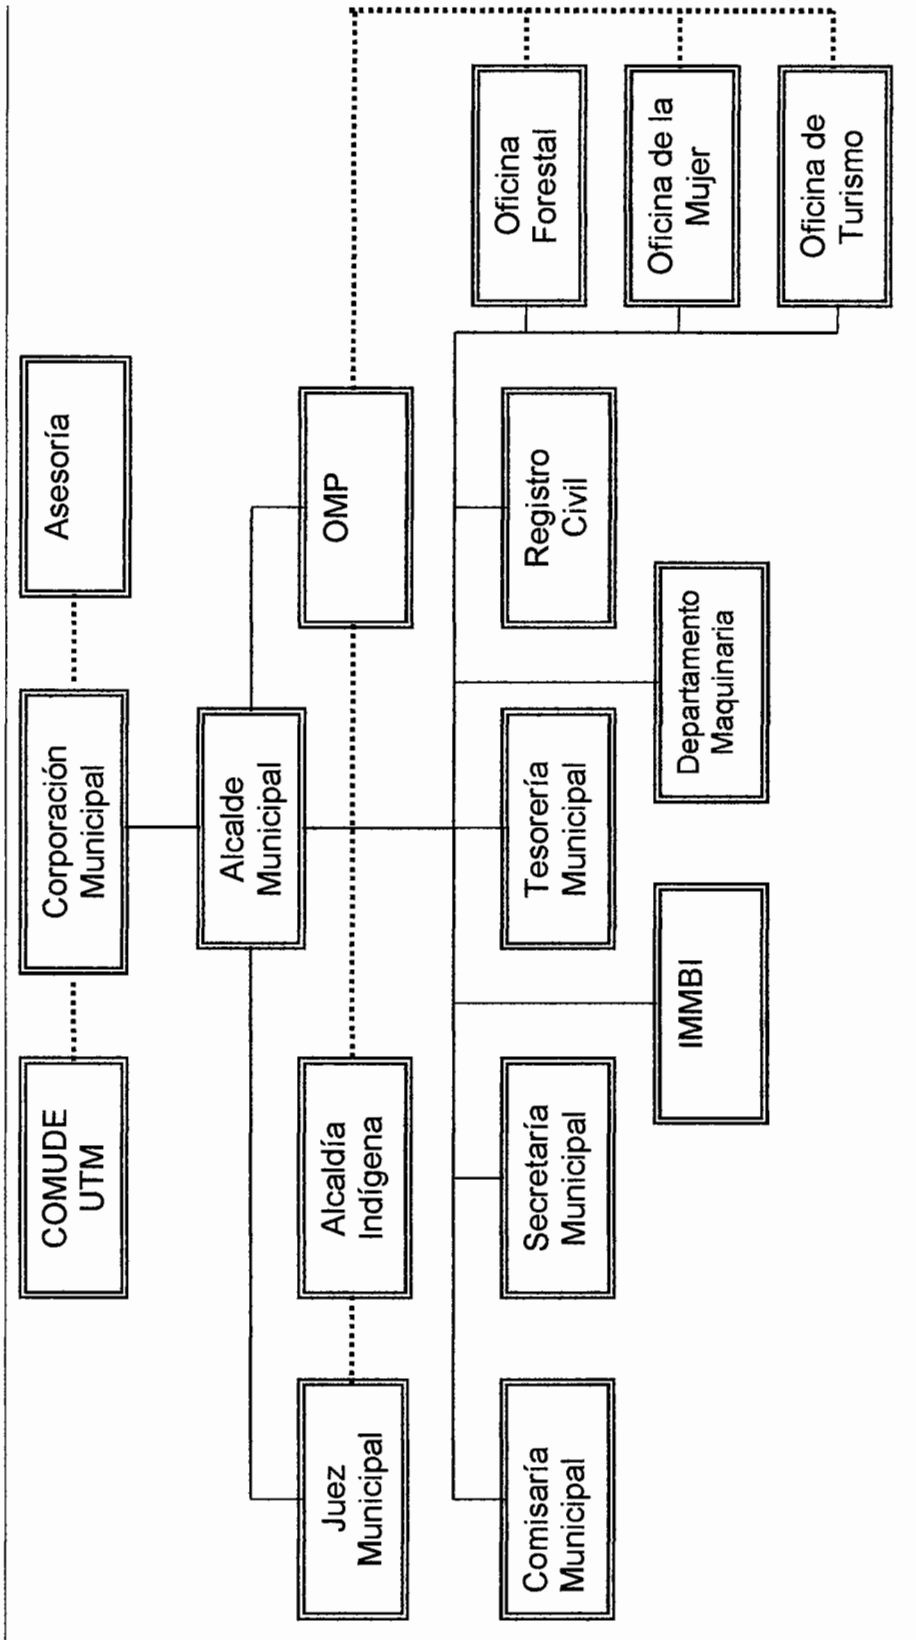 COMUDE
UTM
Corporación
Municipal
Asesoría
Alcalde
Municipal
Juez
Municipal
Alcaldía
Indígena
OMP
Comisaría
Municipal
Secretaría
Municipal
Tesorería
Municipal
Registro
Civil
IMMBI
Departamento
Maquinaria
Oficina
Forestal
Oficina de la
Mujer
Oficina de
Turismo